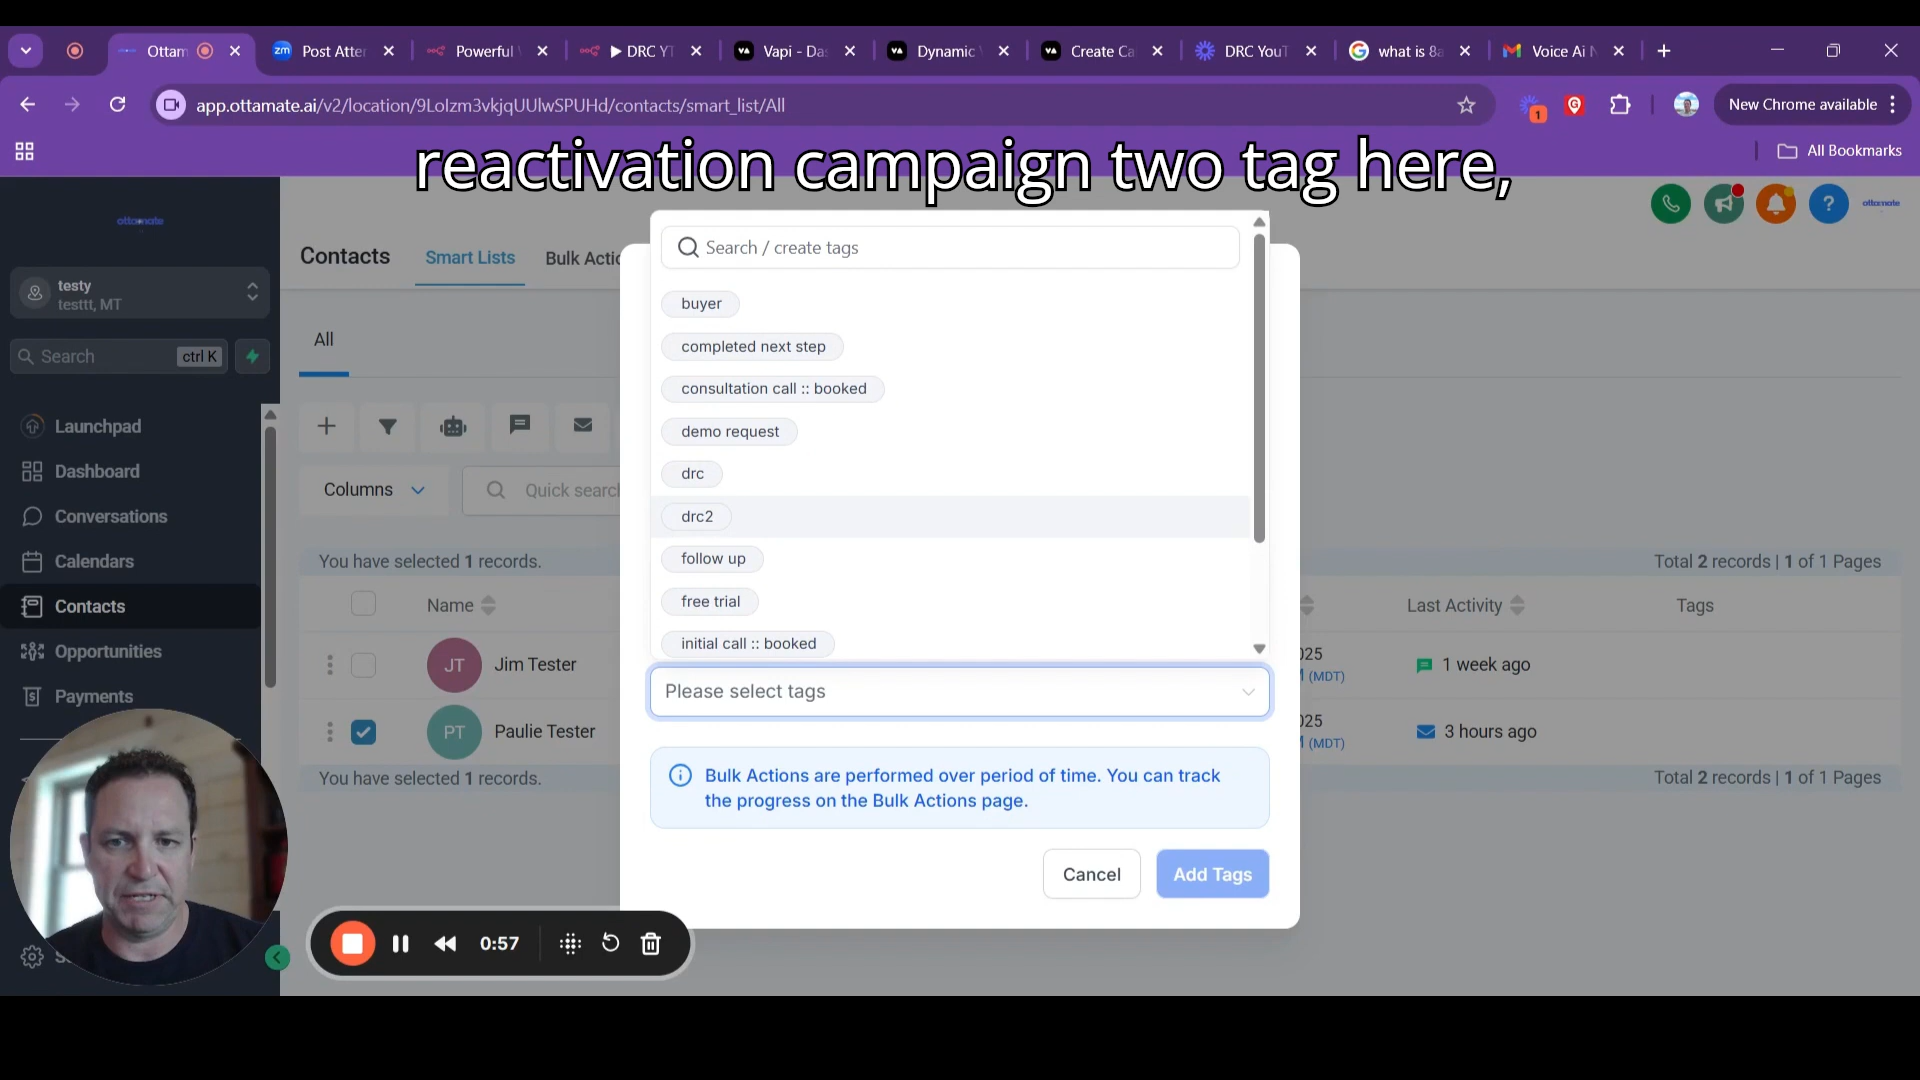 Ottam
Post Atter
Powerful
▶ DRC YT
Vapi - Das
Dynamic
Create Ca
DRC YouT
what is 8a
Voice Ai N
app.ottamate.ai/v2/location/9LoIzm3vkjqUUlwSPUHd/contacts/smart_list/All
1
New Chrome available
All Bookmarks
reactivation campaign two tag here,
ottamate
ottamate
testy
testtt, MT
Search
ctrl K
Launchpad
Dashboard
Conversations
Calendars
Contacts
Opportunities
Payments
Contacts
Smart Lists
Bulk Actio
All
Columns
Quick search
You have selected 1 records.
Total 2 records | 1 of 1 Pages
Name
Last Activity
Tags
JT
Jim Tester
025
(MDT)
1 week ago
PT
Paulie Tester
025
(MDT)
3 hours ago
You have selected 1 records.
Total 2 records | 1 of 1 Pages
Search / create tags
buyer
completed next step
consultation call :: booked
demo request
drc
drc2
follow up
free trial
initial call :: booked
Please select tags
Bulk Actions are performed over period of time. You can track
the progress on the Bulk Actions page.
Cancel
Add Tags
0:57